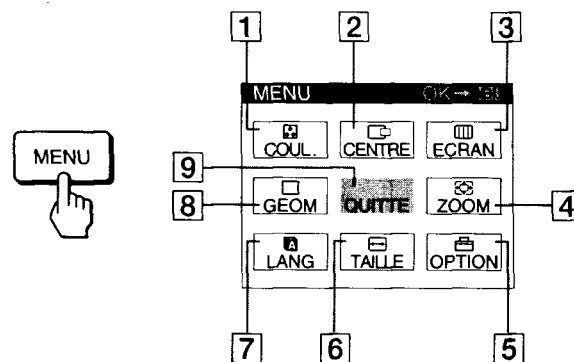 1 2 3
MENU OK →
COUL. CENTRE ECRAN
MENU
9
8 GEOM QUITTE ZOOM 4
LANG TAILLE OPTION
7 6 5